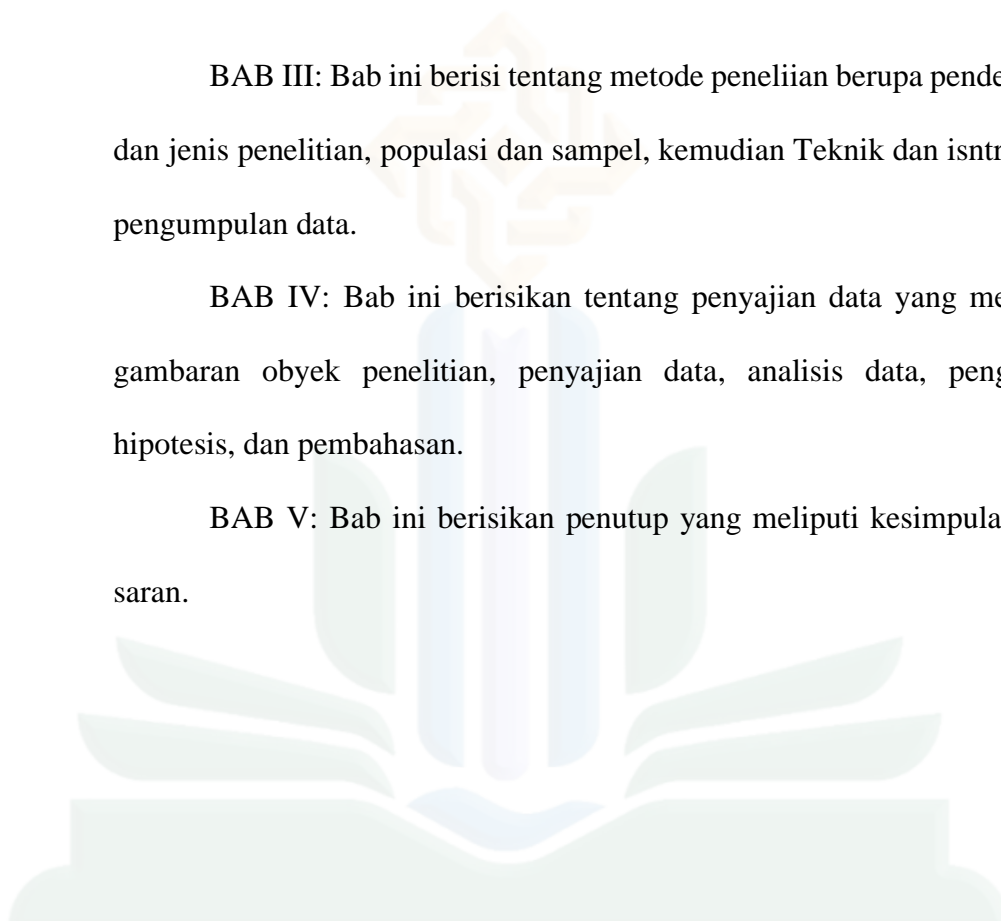 BAB III: Bab ini berisi tentang metode peneliian berupa pende
dan jenis penelitian, populasi dan sampel, kemudian Teknik dan isntr
pengumpulan data.
BAB IV: Bab ini berisikan tentang penyajian data yang me
gambaran obyek penelitian, penyajian data, analisis data, peng
hipotesis, dan pembahasan.
BAB V: Bab ini berisikan penutup yang meliputi kesimpula
saran.